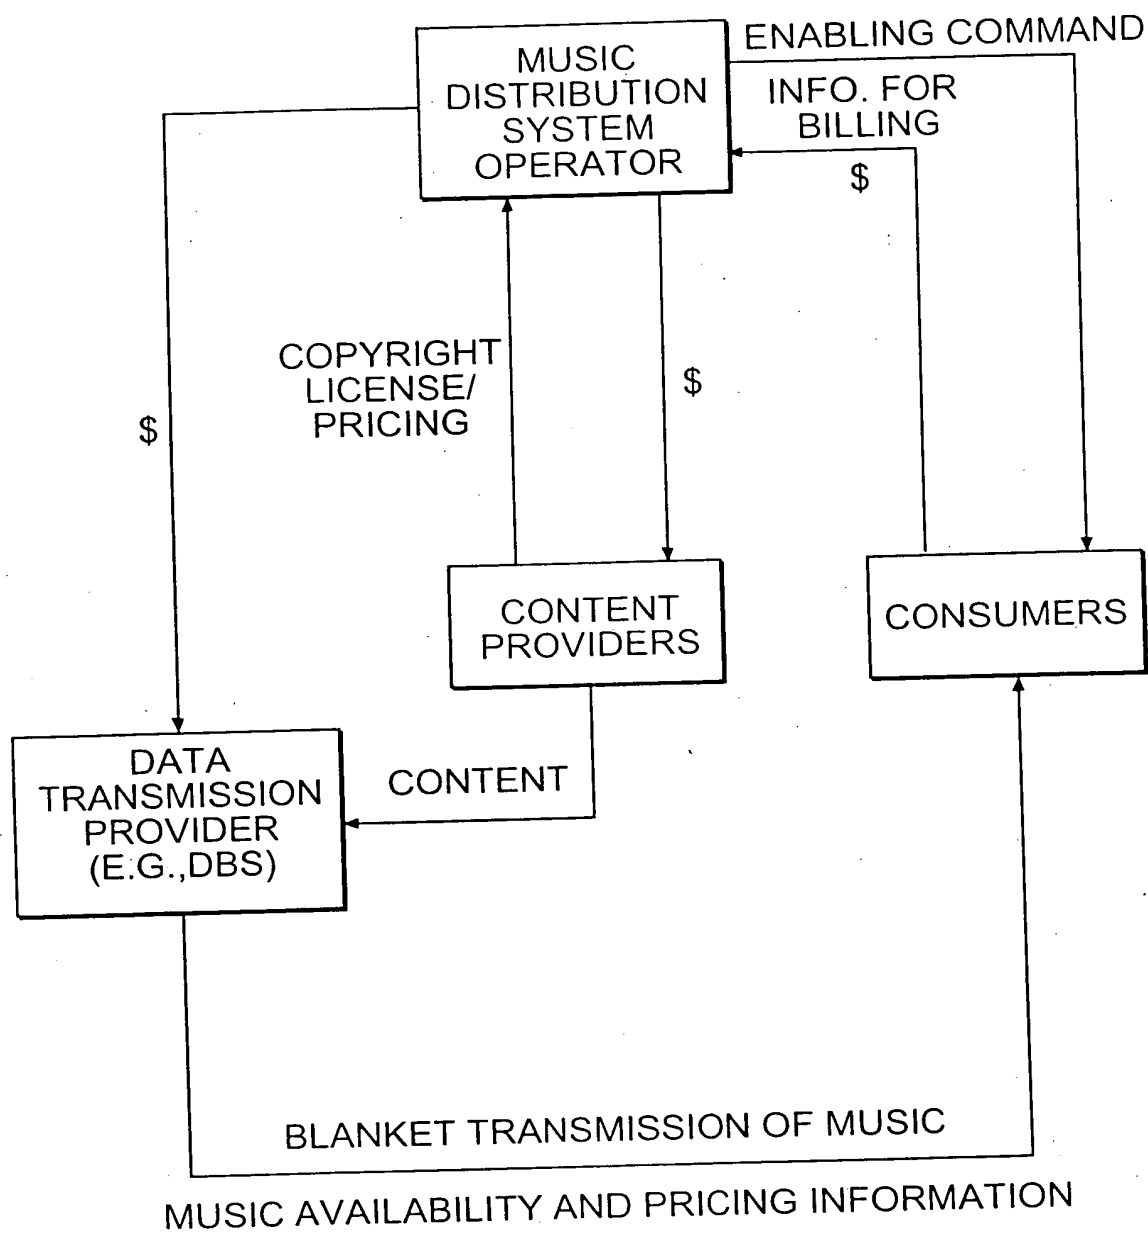 ENABLING COMMAND
MUSIC
DISTRIBUTION
SYSTEM
OPERATOR
INFO. FOR
BILLING
$
COPYRIGHT
LICENSE/
PRICING
$
$
CONTENT
PROVIDERS
CONSUMERS
DATA
TRANSMISSION
PROVIDER
(E.G.,DBS)
CONTENT
BLANKET TRANSMISSION OF MUSIC
MUSIC AVAILABILITY AND PRICING INFORMATION